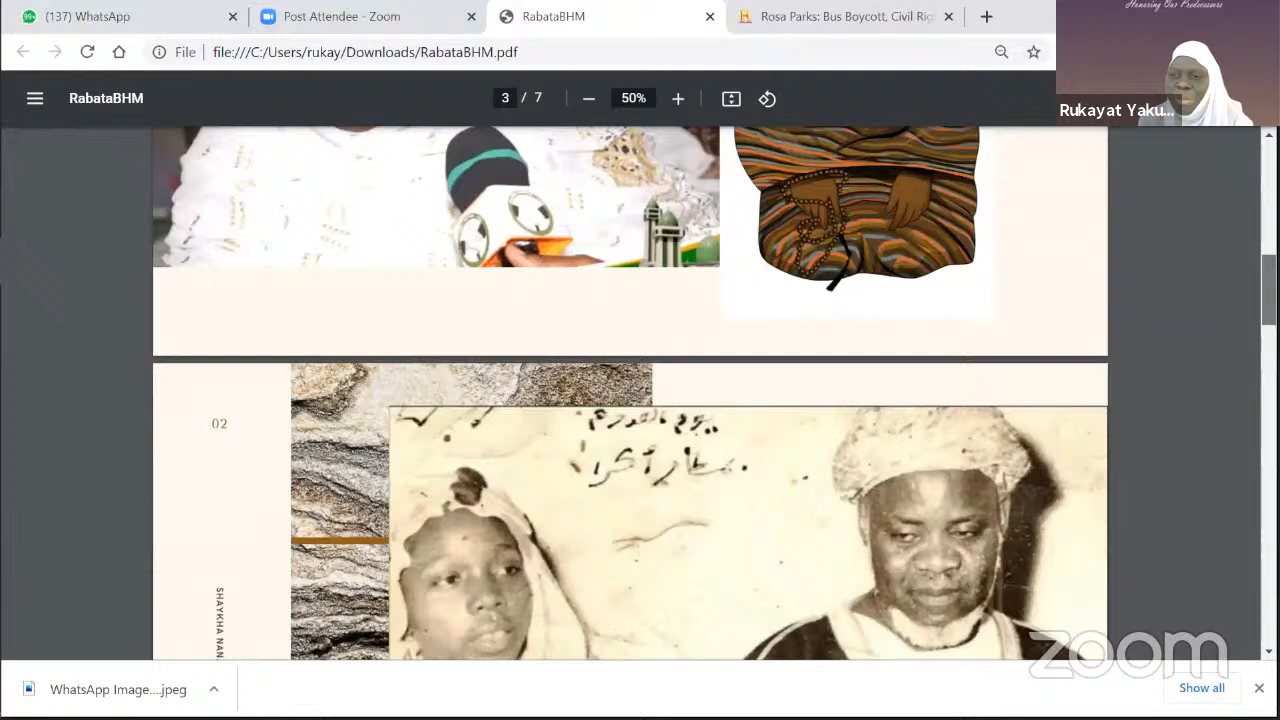 (137) WhatsApp
Post Attendee - Zoom
RabataBHM
Rosa Parks: Bus Boycott, Civil Rig
Honoring Our Predecessors
File
file:///C:/Users/rukay/Downloads/RabataBHM.pdf
Rukayat Yaku...
RabataBHM
3 / 7
50%
02
SHAYKHA NAN
zoom
WhatsApp Image....jpeg
Show all